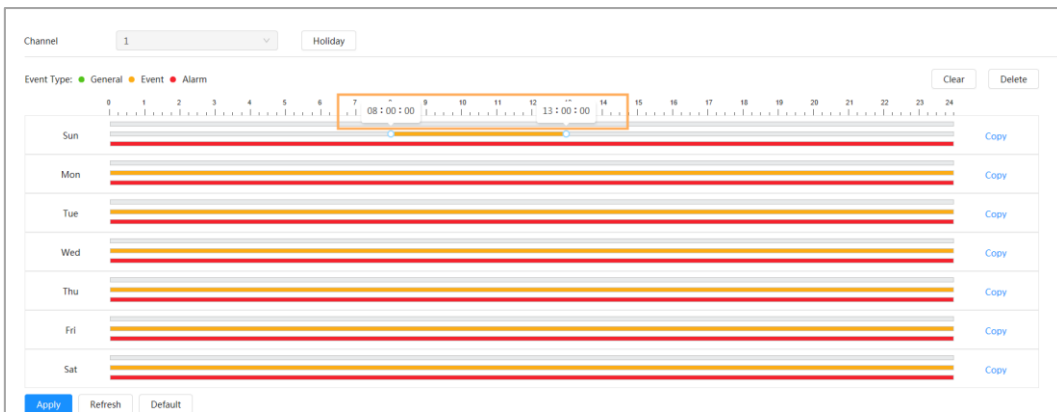 Channel 1 Holiday
Event Type: General Event Alarm Clear Delete
0 1 2 3 4 5 6 7 9 10 11 12 14 15 16 17 18 19 20 21 22 23 24
08:00:00 13:00:00
Sun Copy
Mon Copy
Tue Copy
Wed Copy
Thu Copy
Fri Copy
Sat Copy
Apply Refresh Default